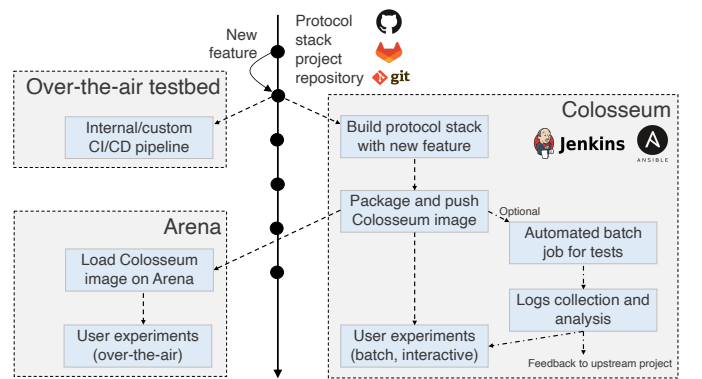 New
feature
Protocol
stack
project
repository
git
Over-the-air testbed
Internal/custom
CI/CD pipeline
Colosseum
Jenkins
ANSIBLE
Build protocol stack
with new feature
Package and push
Colosseum image
Optional
Automated batch
job for tests
Logs collection and
analysis
User experiments
(batch, interactive)
Feedback to upstream project
Arena
Load Colosseum
image on Arena
User experiments
(over-the-air)